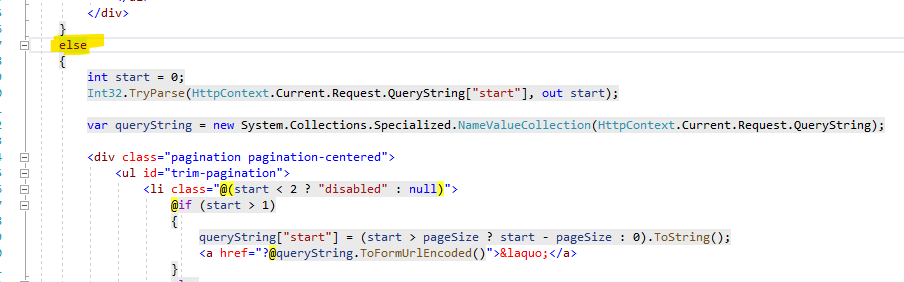 </div>
}
else
{
int start = 0;
Int32.TryParse(HttpContext.Current.Request.QueryString["start"], out start);
var queryString = new System.Collections.Specialized.NameValueCollection(HttpContext.Current.Request.QueryString);
<div class="pagination pagination-centered">
<ul id="trim-pagination">
<li class="@(start < 2 ? "disabled" : null)">
@if (start > 1)
{
queryString["start"] = (start > pageSize ? start - pageSize : 0).ToString();
<a href="?@queryString.ToFormUrlEncoded()">&laquo;</a>
}